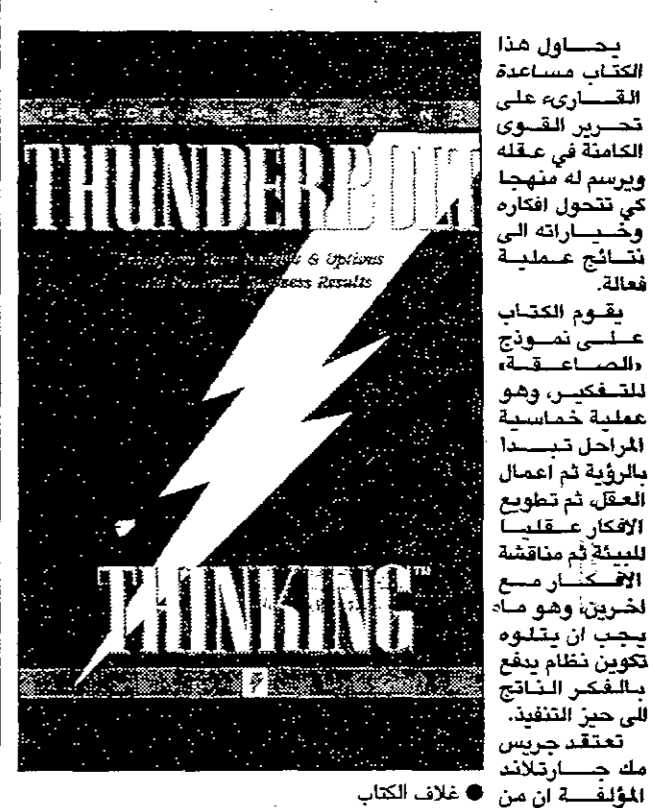 يحاول هذا
الكتاب مساعدة
القارىء على
تحرير القوى
الكامنة في عقله
ويرسم له منهجا
كي تتحول افكاره
وخياراته الى
نتائج عملية
فعالة.
يقوم الكتاب
على نموذج
«الصاعقة»
للتفكير، وهو
عملية خماسية
المراحل تبدا
بالرؤية ثم اعمال
العقل، ثم تطويع
الافكار عقليا
للبيئة ثم مناقشة
الافكار مع
لخرين، وهو ما
يجب ان يتلوه
تكوين نظام يدفع
بالفكر الناتج
الى حيز التنفيذ.
تعتقد جريس
مك جارتلاند
المؤلفة ان من
GRACE McGARTLAND
THUNDERBOLT
Transform Your Insights & Options
Business Results
THINKING™
● غلاف الكتاب